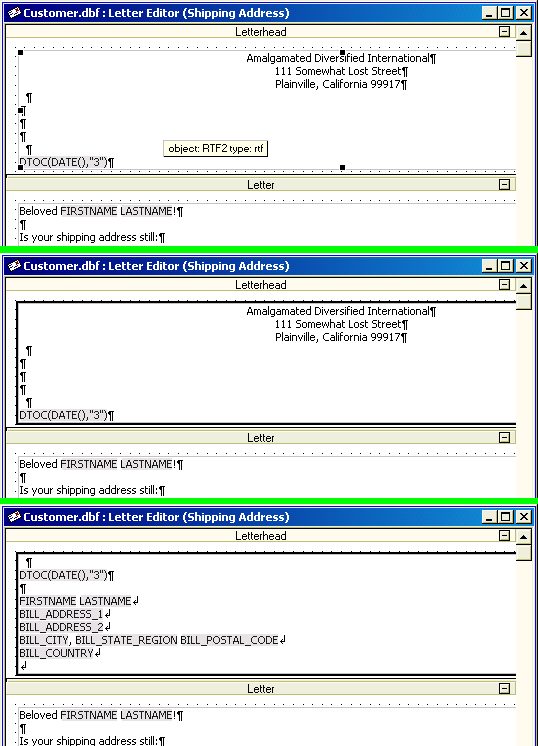 Customer.dbf : Letter Editor (Shipping Address)
Letterhead
Amalgamated Diversified International¶
111 Somewhat Lost Street¶
Plainville, California 99917¶
¶
¶
¶
¶
¶
object: RTF2 type: rtf
DTOC(DATE(),"3")¶
Letter
Beloved FIRSTNAME LASTNAME!¶
¶
Is your shipping address still:¶
Customer.dbf : Letter Editor (Shipping Address)
Letterhead
Amalgamated Diversified International¶
111 Somewhat Lost Street¶
Plainville, California 99917¶
¶
¶
¶
¶
¶
DTOC(DATE(),"3")¶
Letter
Beloved FIRSTNAME LASTNAME!¶
¶
Is your shipping address still:¶
Customer.dbf : Letter Editor (Shipping Address)
Letterhead
¶
DTOC(DATE(),"3")¶
¶
FIRSTNAME LASTNAME↲
BILL_ADDRESS_1↲
BILL_ADDRESS_2↲
BILL_CITY, BILL_STATE_REGION BILL_POSTAL_CODE↲
BILL_COUNTRY↲
↲
Letter
Beloved FIRSTNAME LASTNAME!¶
¶
Is your shipping address still:¶